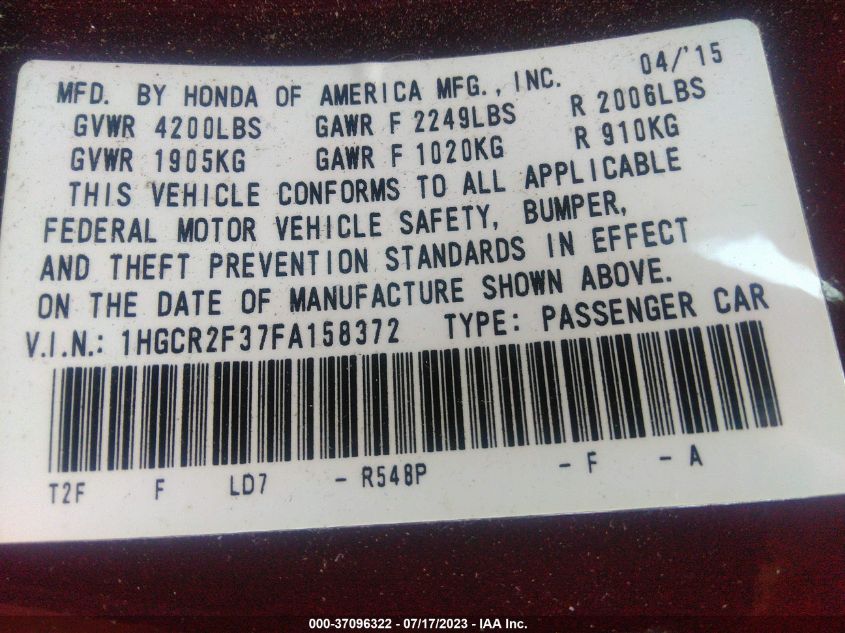 MFD. BY HONDA OF AMERICA MFG., INC. 04/'15
GVWR 4200LBS GAWR F 2249LBS R 2006LBS
GVWR 1905KG GAWR F 1020KG R 910KG
THIS VEHICLE CONFORMS TO ALL APPLICABLE
FEDERAL MOTOR VEHICLE SAFETY, BUMPER,
AND THEFT PREVENTION STANDARDS IN EFFECT
ON THE DATE OF MANUFACTURE SHOWN ABOVE.
V.I.N.: 1HGCR2F37FA158372 TYPE: PASSENGER CAR
T2F F LD7 - R548P - F - A
000-37096322 - 07/17/2023 - IAA Inc.